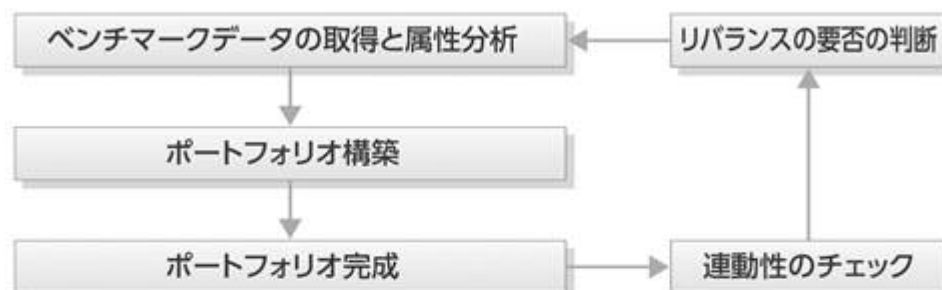 ベンチマークデータの取得と属性分析
リバランスの要否の判断
ポートフォリオ構築
ポートフォリオ完成
連動性のチェック